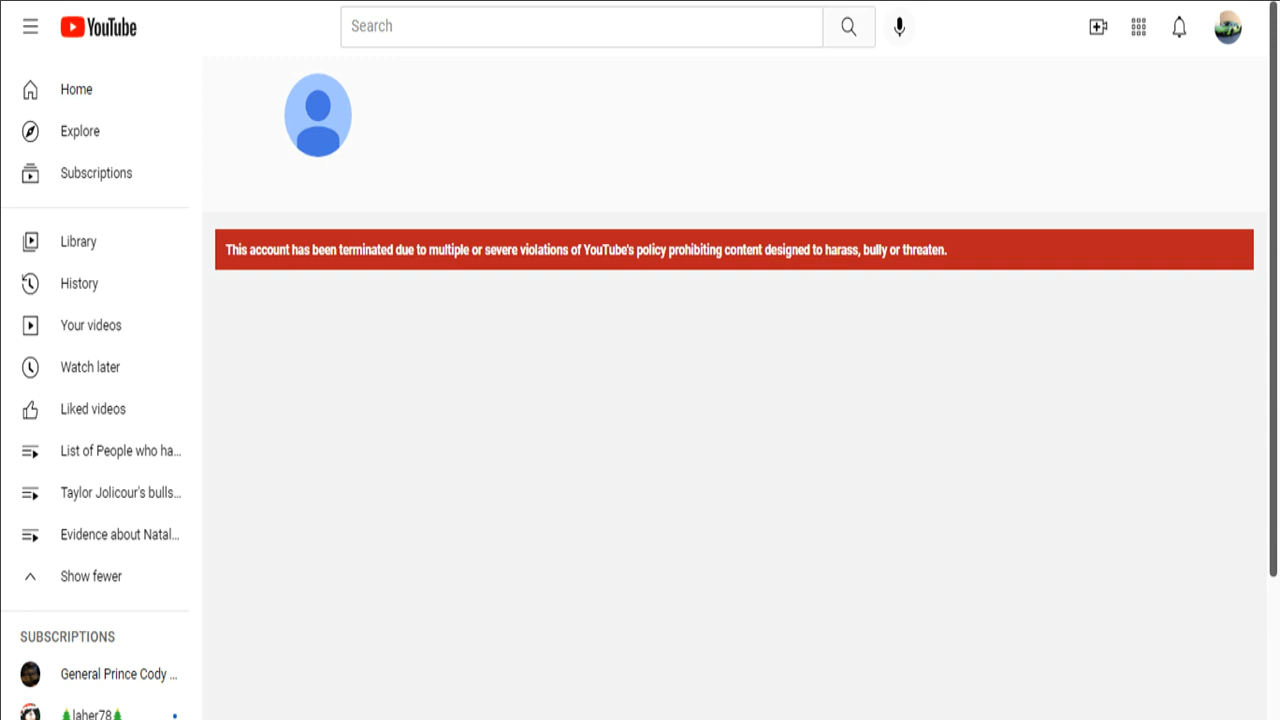 YouTube
Search
Home
Explore
Subscriptions
This account has been terminated due to multiple or severe violations of YouTube's policy prohibiting content designed to harass, bully or threaten.
Library
History
Your videos
Watch later
Liked videos
List of People who ha...
Taylor Jolicour's bulls...
Evidence about Natal...
Show fewer
SUBSCRIPTIONS
General Prince Cody ...
🎄laher78🎄